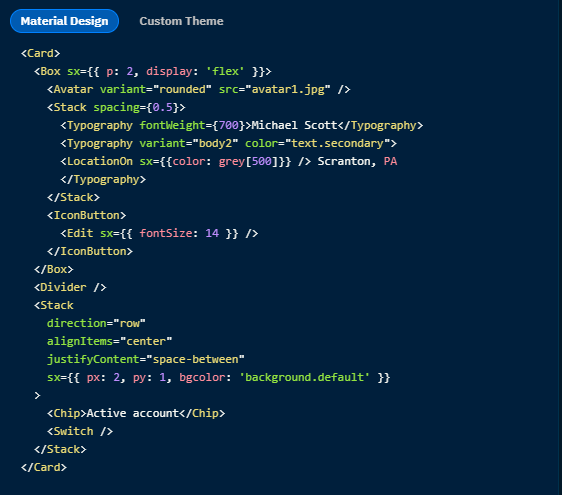 Material Design Custom Theme
<Card>
  <Box sx={{ p: 2, display: 'flex' }}>
    <Avatar variant="rounded" src="avatar1.jpg" />
    <Stack spacing={0.5}>
      <Typography fontWeight={700}>Michael Scott</Typography>
      <Typography variant="body2" color="text.secondary">
      <LocationOn sx={{color: grey[500]}} /> Scranton, PA
      </Typography>
    </Stack>
    <IconButton>
      <Edit sx={{ fontSize: 14 }} />
    </IconButton>
  </Box>
  <Divider />
  <Stack
    direction="row"
    alignItems="center"
    justifyContent="space-between"
    sx={{ px: 2, py: 1, bgcolor: 'background.default' }}
  >
    <Chip>Active account</Chip>
    <Switch />
  </Stack>
</Card>